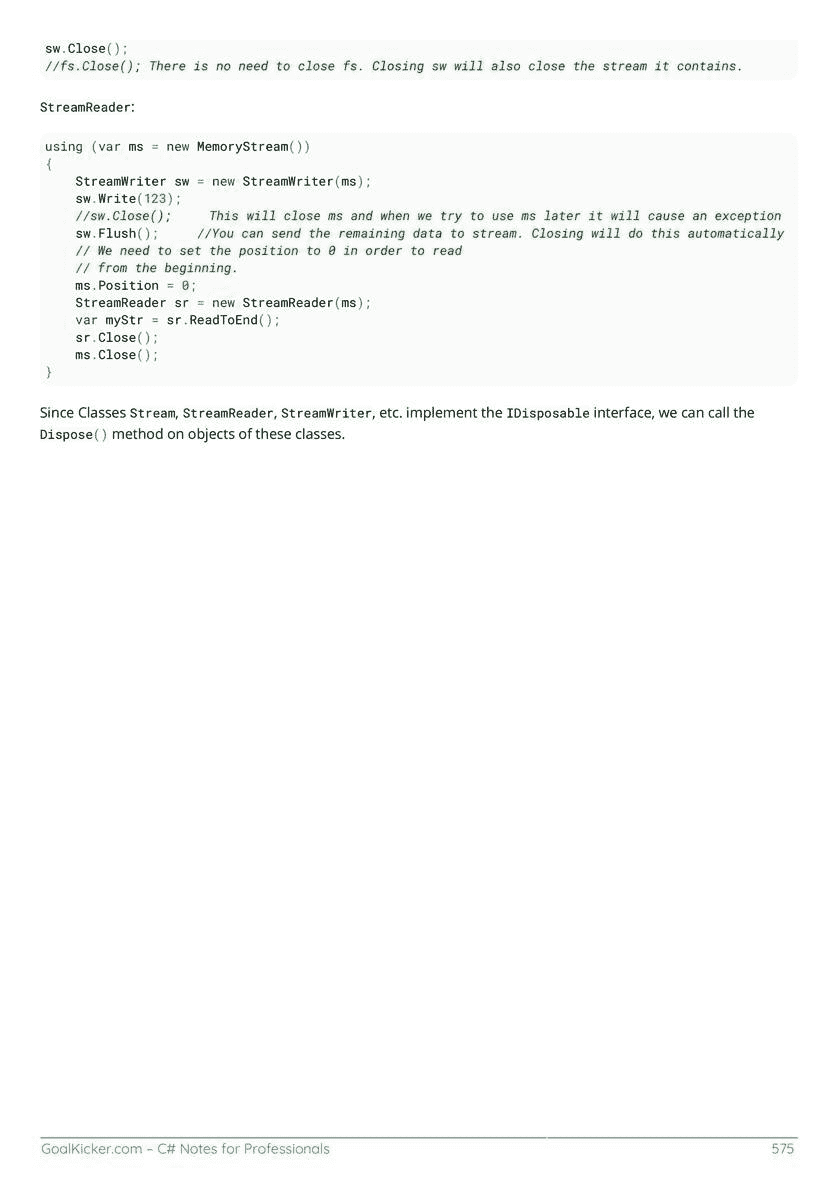 sw.Close();
//fs.Close(); There is no need to close fs. Closing sw will also close the stream it contains.
StreamReader:
using (var ms = new MemoryStream())
{
    StreamWriter sw = new StreamWriter(ms);
    sw.Write(123);
    //sw.Close();     This will close ms and when we try to use ms later it will cause an exception
    sw.Flush();     //You can send the remaining data to stream. Closing will do this automatically
    // We need to set the position to 0 in order to read
    // from the beginning.
    ms.Position = 0;
    StreamReader sr = new StreamReader(ms);
    var myStr = sr.ReadToEnd();
    sr.Close();
    ms.Close();
}
Since Classes Stream, StreamReader, StreamWriter, etc. implement the IDisposable interface, we can call the
Dispose() method on objects of these classes.
GoalKicker.com – C# Notes for Professionals 575